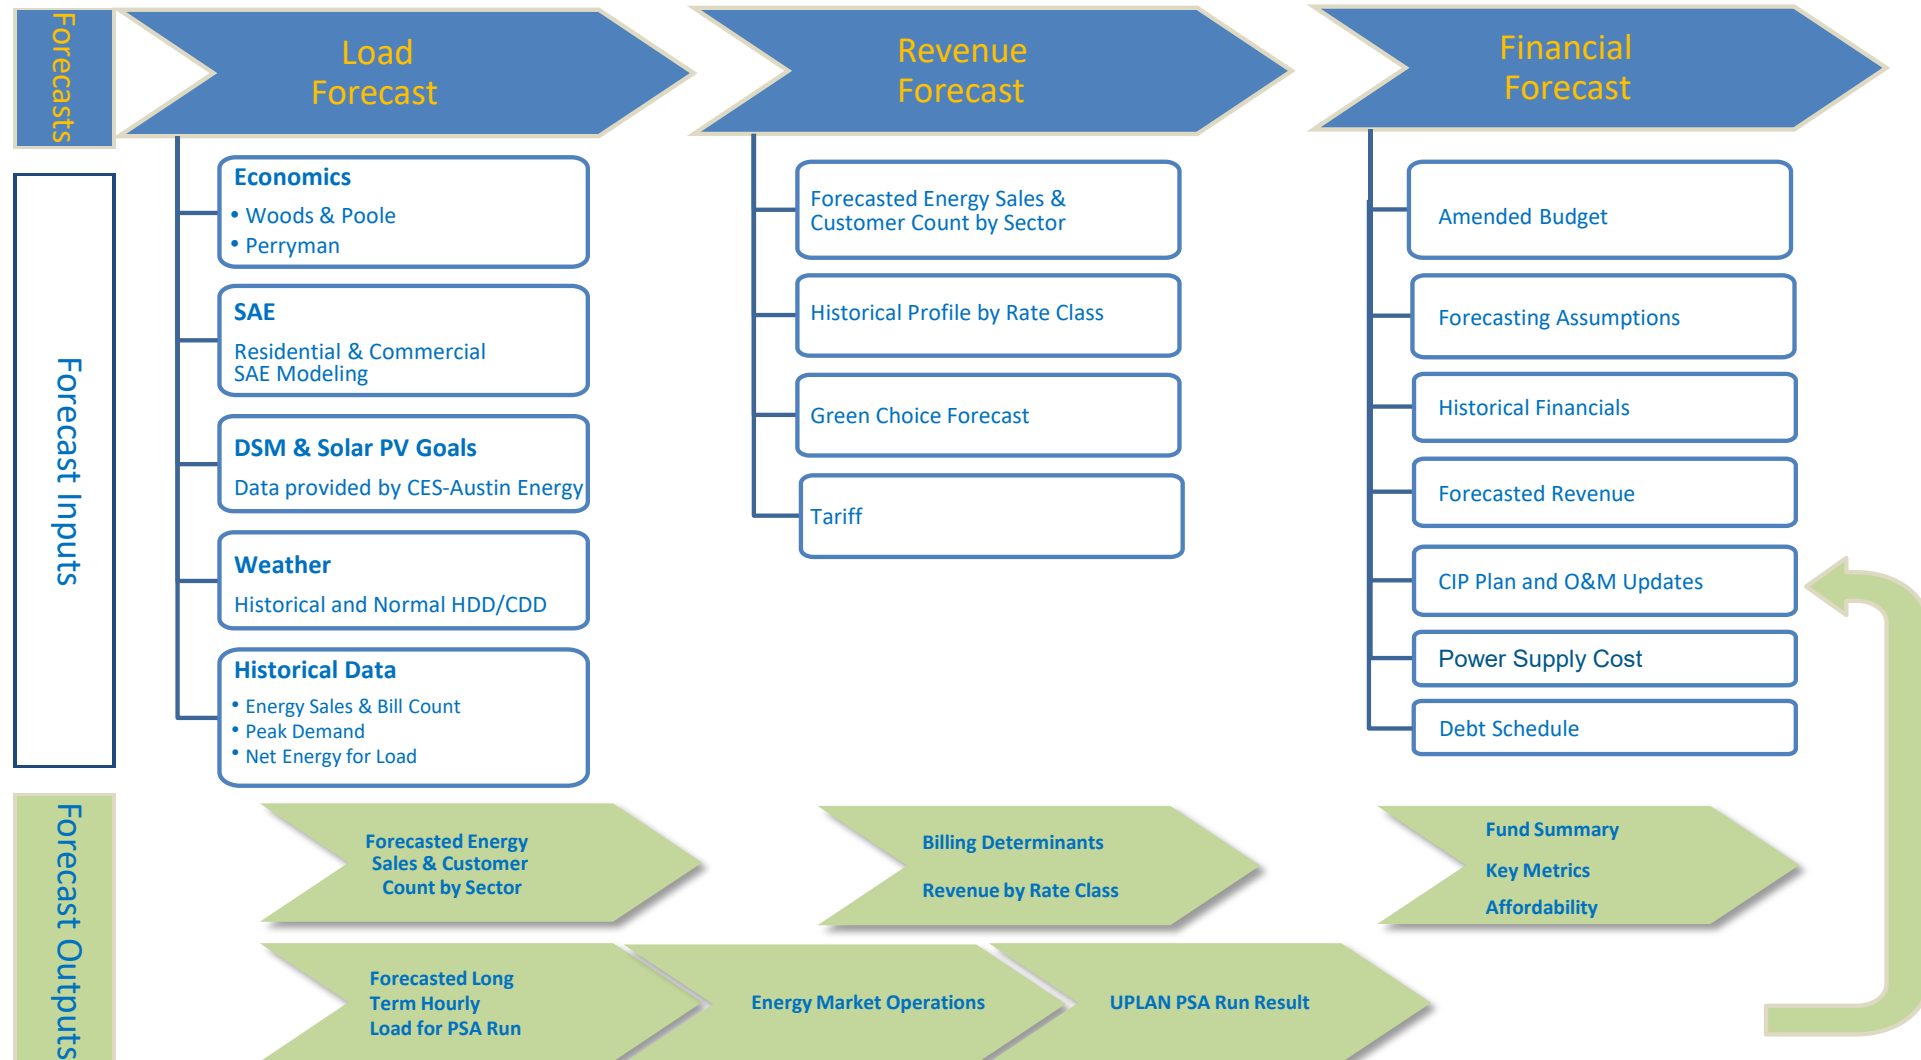 Forecasts
Load
Forecast
Revenue
Forecast
Financial
Forecast
Forecast Inputs
Economics
• Woods & Poole
• Perryman
SAE
Residential & Commercial
SAE Modeling
DSM & Solar PV Goals
Data provided by CES-Austin Energy
Weather
Historical and Normal HDD/CDD
Historical Data
• Energy Sales & Bill Count
• Peak Demand
• Net Energy for Load
Forecasted Energy Sales &
Customer Count by Sector
Historical Profile by Rate Class
Green Choice Forecast
Tariff
Amended Budget
Forecasting Assumptions
Historical Financials
Forecasted Revenue
CIP Plan and O&M Updates
Power Supply Cost
Debt Schedule
Forecast Outputs
Forecasted Energy
Sales & Customer
Count by Sector
Billing Determinants
Revenue by Rate Class
Fund Summary
Key Metrics
Affordability
Forecasted Long
Term Hourly
Load for PSA Run
Energy Market Operations
UPLAN PSA Run Result